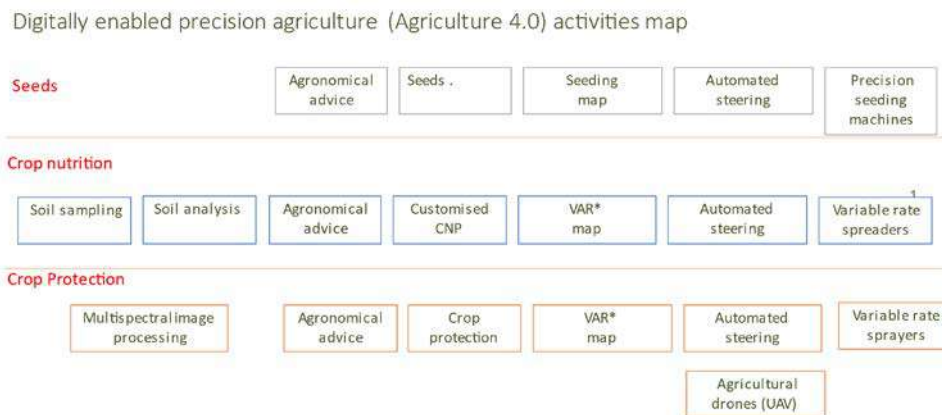 Digitally enabled precision agriculture (Agriculture 4.0) activities map
Seeds
Agronomical
advice
Seeds .
Seeding
map
Automated
steering
Precision
seeding
machines
Crop nutrition
Soil sampling
Soil analysis
Agronomical
advice
Customised
CNP
VAR*
map
Automated
steering
1
Variable rate
spreaders
Crop Protection
Multispectral image
processing
Agronomical
advice
Crop
protection
VAR*
map
Automated
steering
Variable rate
sprayers
Agricultural
drones (UAV)